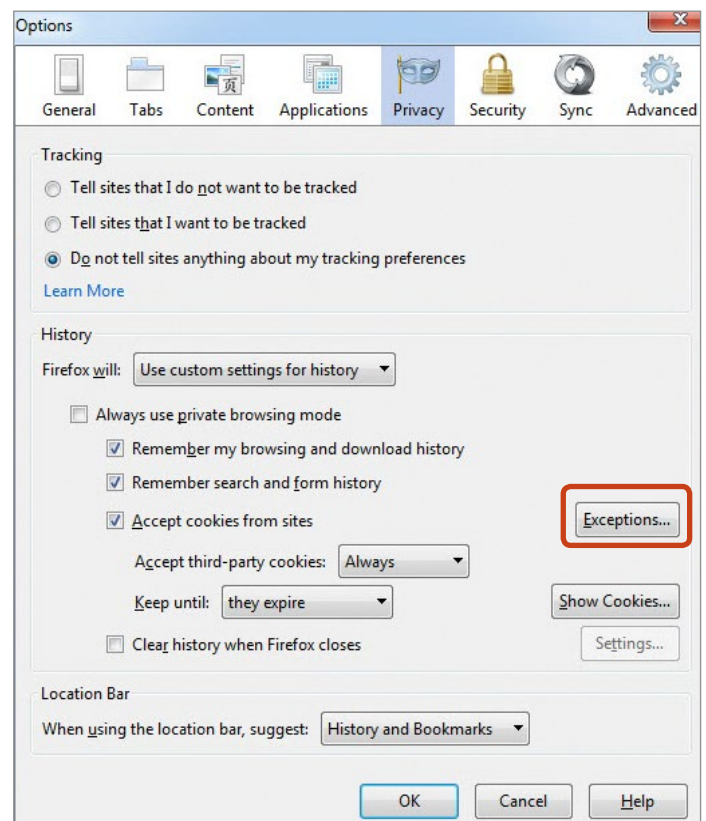 Options
X
页
General Tabs Content Applications Privacy Security Sync Advanced
Tracking
Tell sites that I do not want to be tracked
Tell sites that I want to be tracked
Do not tell sites anything about my tracking preferences
Learn More
History
Firefox will: Use custom settings for history
Always use private browsing mode
Remember my browsing and download history
Remember search and form history
Accept cookies from sites Exceptions...
Accept third-party cookies: Always
Keep until: they expire Show Cookies...
Clear history when Firefox closes Settings...
Location Bar
When using the location bar, suggest: History and Bookmarks
OK Cancel Help